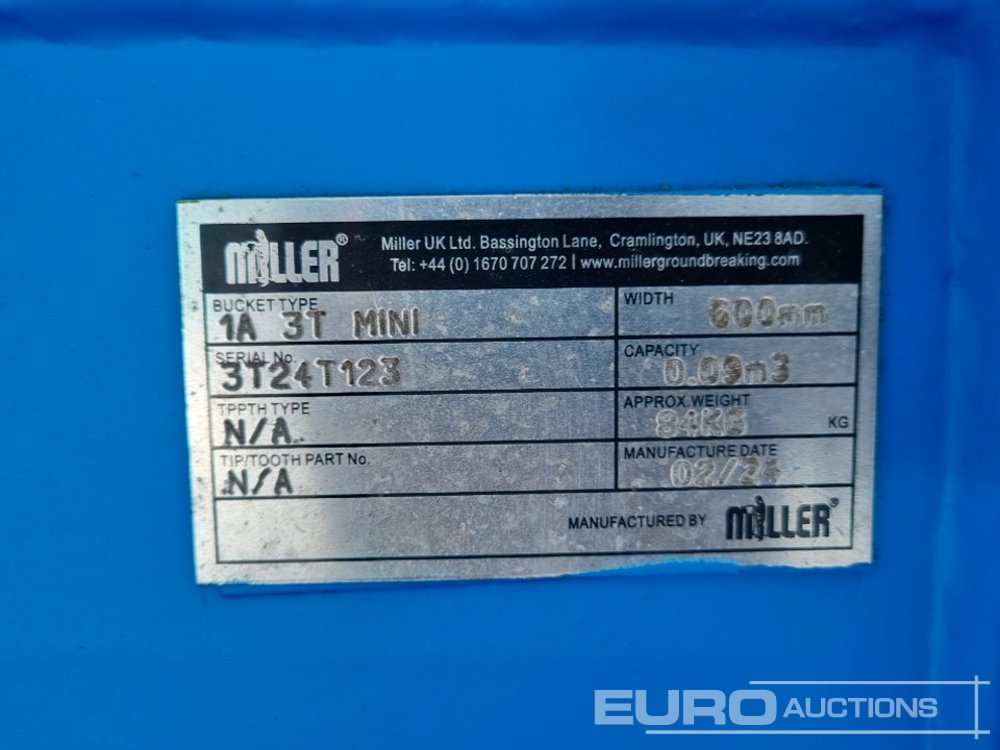 MILLER®
Miller UK Ltd. Bassington Lane, Cramlington, UK, NE23 8AD.
Tel: +44 (0) 1670 707 272 | www.millergroundbreaking.com
BUCKET TYPE
1A 3T MINI
WIDTH
600mm
SERIAL No.
3T24T123
CAPACITY
0.09m3
TPPTH TYPE
N/A
APPROX.WEIGHT
84KG KG
TIP/TOOTH PART No.
N/A
MANUFACTURE DATE
02/24
MANUFACTURED BY MILLER®
EURO AUCTIONS